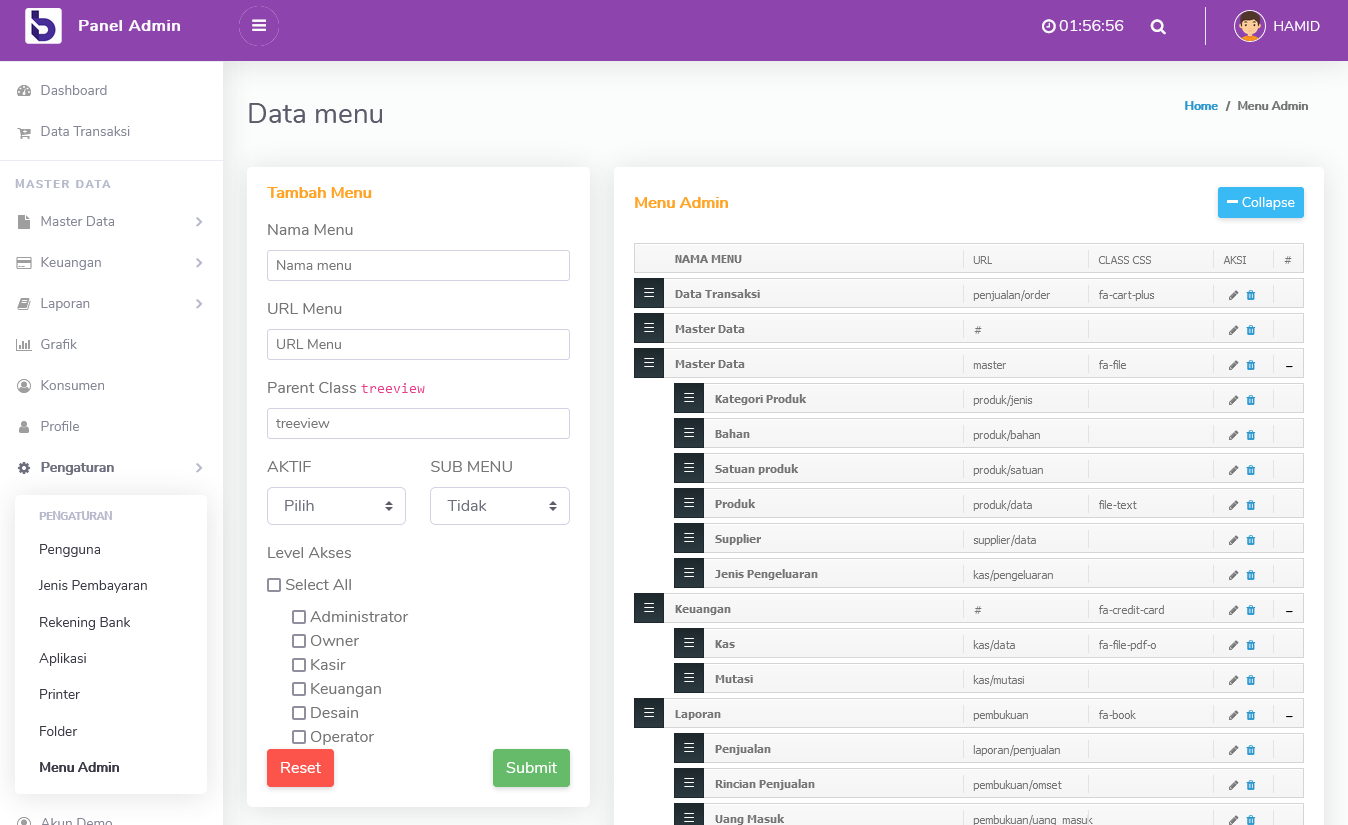 Panel Admin
01:56:56
HAMID
Dashboard
Data Transaksi
MASTER DATA
Master Data
Keuangan
Laporan
Grafik
Konsumen
Profile
Pengaturan
PENGATURAN
Pengguna
Jenis Pembayaran
Rekening Bank
Aplikasi
Printer
Folder
Menu Admin
Akun Demo
Data menu
Home / Menu Admin
Tambah Menu
Nama Menu
Nama menu
URL Menu
URL Menu
Parent Class treeview
treeview
AKTIF SUB MENU
Pilih Tidak
Level Akses
Select All
Administrator
Owner
Kasir
Keuangan
Desain
Operator
Reset Submit
Menu Admin
Collapse
NAMA MENU URL CLASS CSS AKSI #
Data Transaksi penjualan/order fa-cart-plus
Master Data #
Master Data master fa-file
Kategori Produk produk/jenis
Bahan produk/bahan
Satuan produk produk/satuan
Produk produk/data file-text
Supplier supplier/data
Jenis Pengeluaran kas/pengeluaran
Keuangan # fa-credit-card
Kas kas/data fa-file-pdf-o
Mutasi kas/mutasi
Laporan pembukuan fa-book
Penjualan laporan/penjualan
Rincian Penjualan pembukuan/omset
Uang Masuk pembukuan/uang_masuk